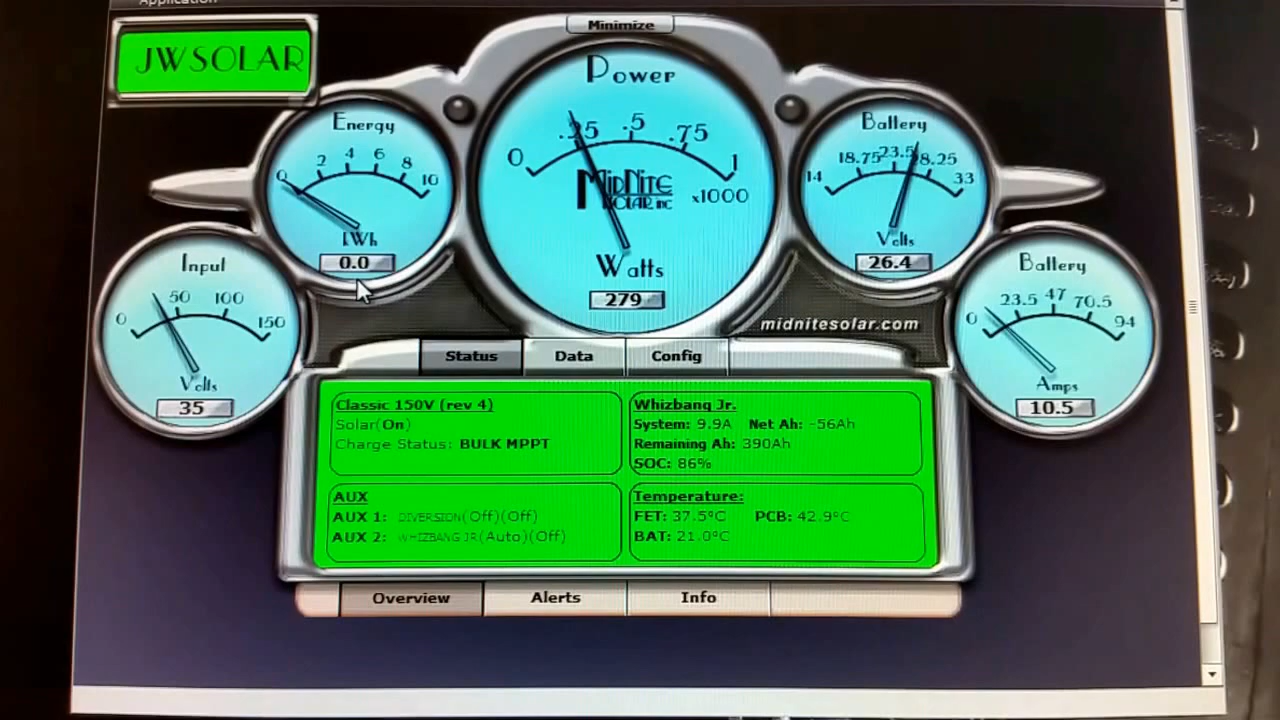 Application
JWSOLAR
Minimize
Power
0 .25 .5 .75 1
MIDNITE
SOLAR INC
x1000
Watts
279
Energy
0 2 4 6 8 10
kWh
0.0
Battery
14 18.75 23.5 28.25 33
Volts
26.4
Input
0 50 100 150
Volts
35
Battery
0 23.5 47 70.5 94
Amps
10.5
midnitesolar.com
Status Data Config
Classic 150V (rev 4)
Solar(On)
Charge Status: BULK MPPT
Whizbang Jr.
System: 9.9A Net Ah: -56Ah
Remaining Ah: 390Ah
SOC: 86%
AUX
AUX 1: DIVERSION(Off)(Off)
AUX 2: WHIZBANG JR(Auto)(Off)
Temperature:
FET: 37.5°C PCB: 42.9°C
BAT: 21.0°C
Overview Alerts Info